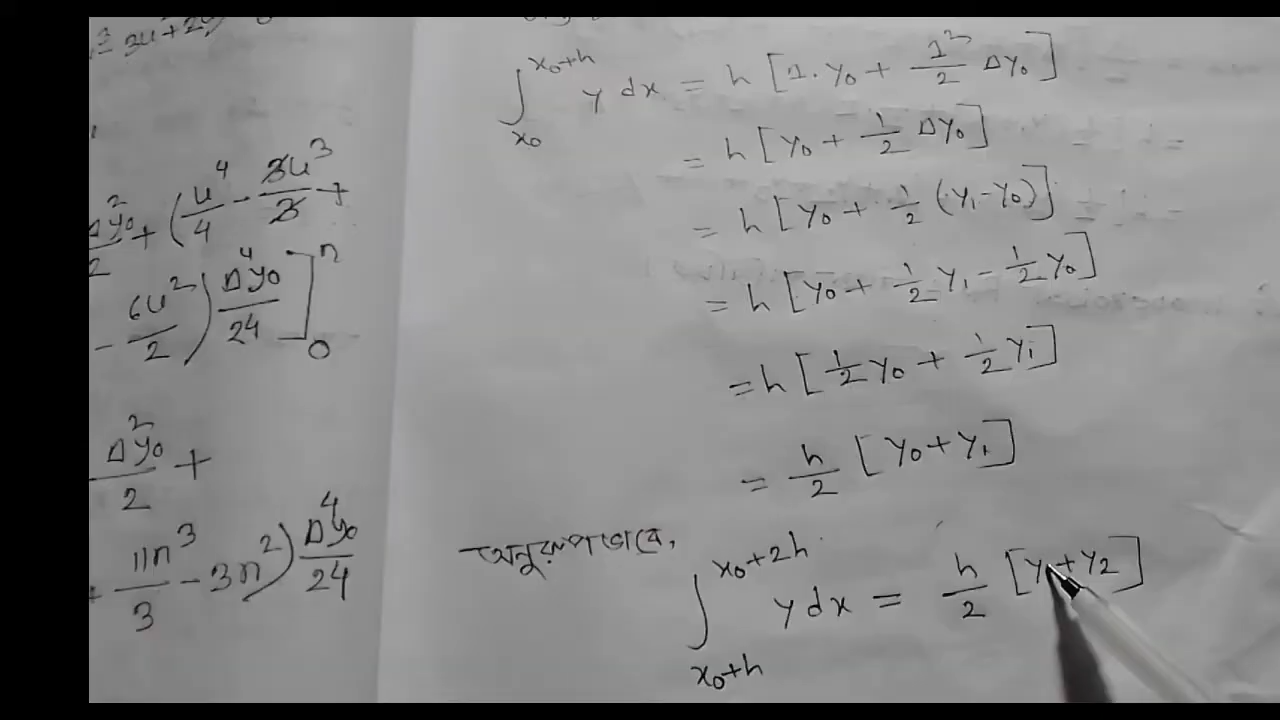 Δ²y₀/2 + (u⁴/4 - 3u³/3 +
- 6u²/2) Δ⁴y₀/24 ]₀ⁿ
Δ²y₀/2 +
+ 11n³/3 - 3n²) Δ⁴y₀/24
∫_{x₀}^{x₀+h} y dx = h [1. y₀ + 1²/2 Δy₀]
= h [y₀ + 1/2 Δy₀]
= h [y₀ + 1/2 (y₁-y₀)]
= h [y₀ + 1/2 y₁ - 1/2 y₀]
= h [1/2 y₀ + 1/2 y₁]
= h/2 [y₀ + y₁]
অনুরূপভাবে,
∫_{x₀+h}^{x₀+2h} y dx = h/2 [y₁ + y₂]